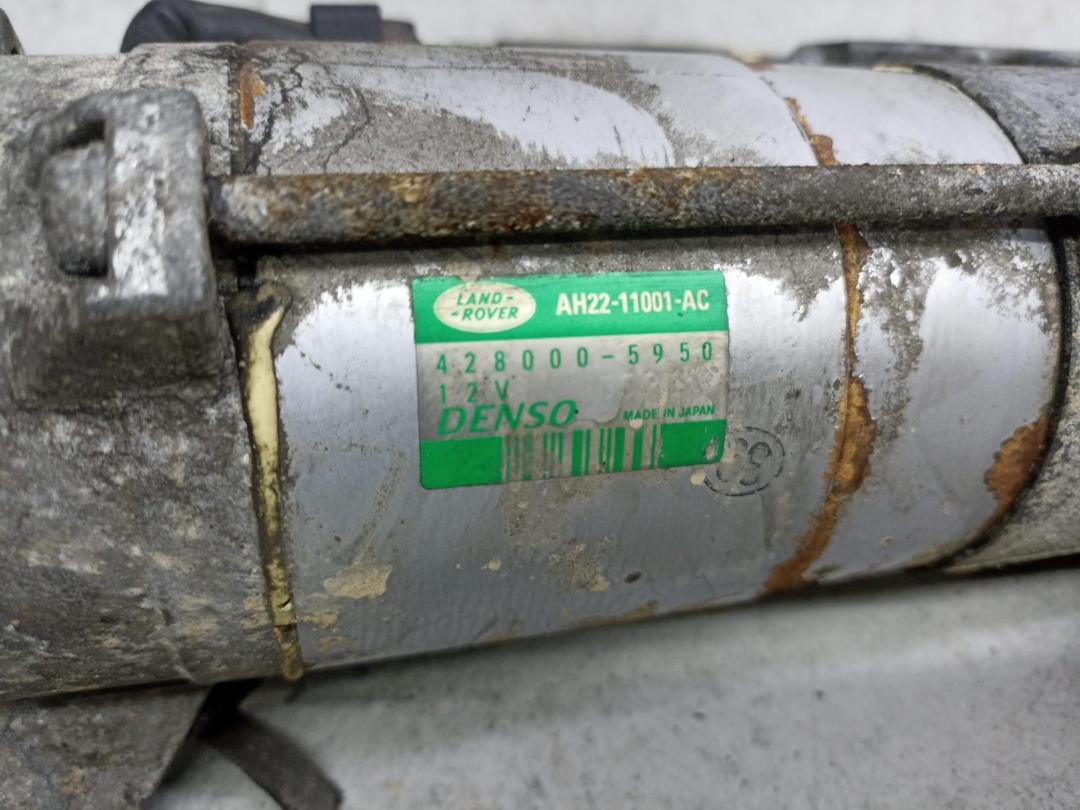 LAND-
-ROVER
AH22-11001-AC
428000-5950
12V
DENSO
MADE IN JAPAN